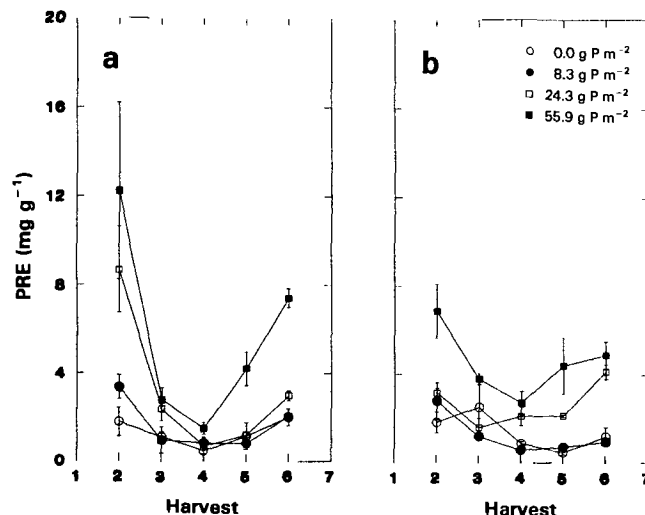 20
16
12
8
4
0
PRE (mg g⁻¹)
a
1 2 3 4 5 6 7
Harvest
b
0.0 g P m⁻²
8.3 g P m⁻²
24.3 g P m⁻²
55.9 g P m⁻²
1 2 3 4 5 6 7
Harvest